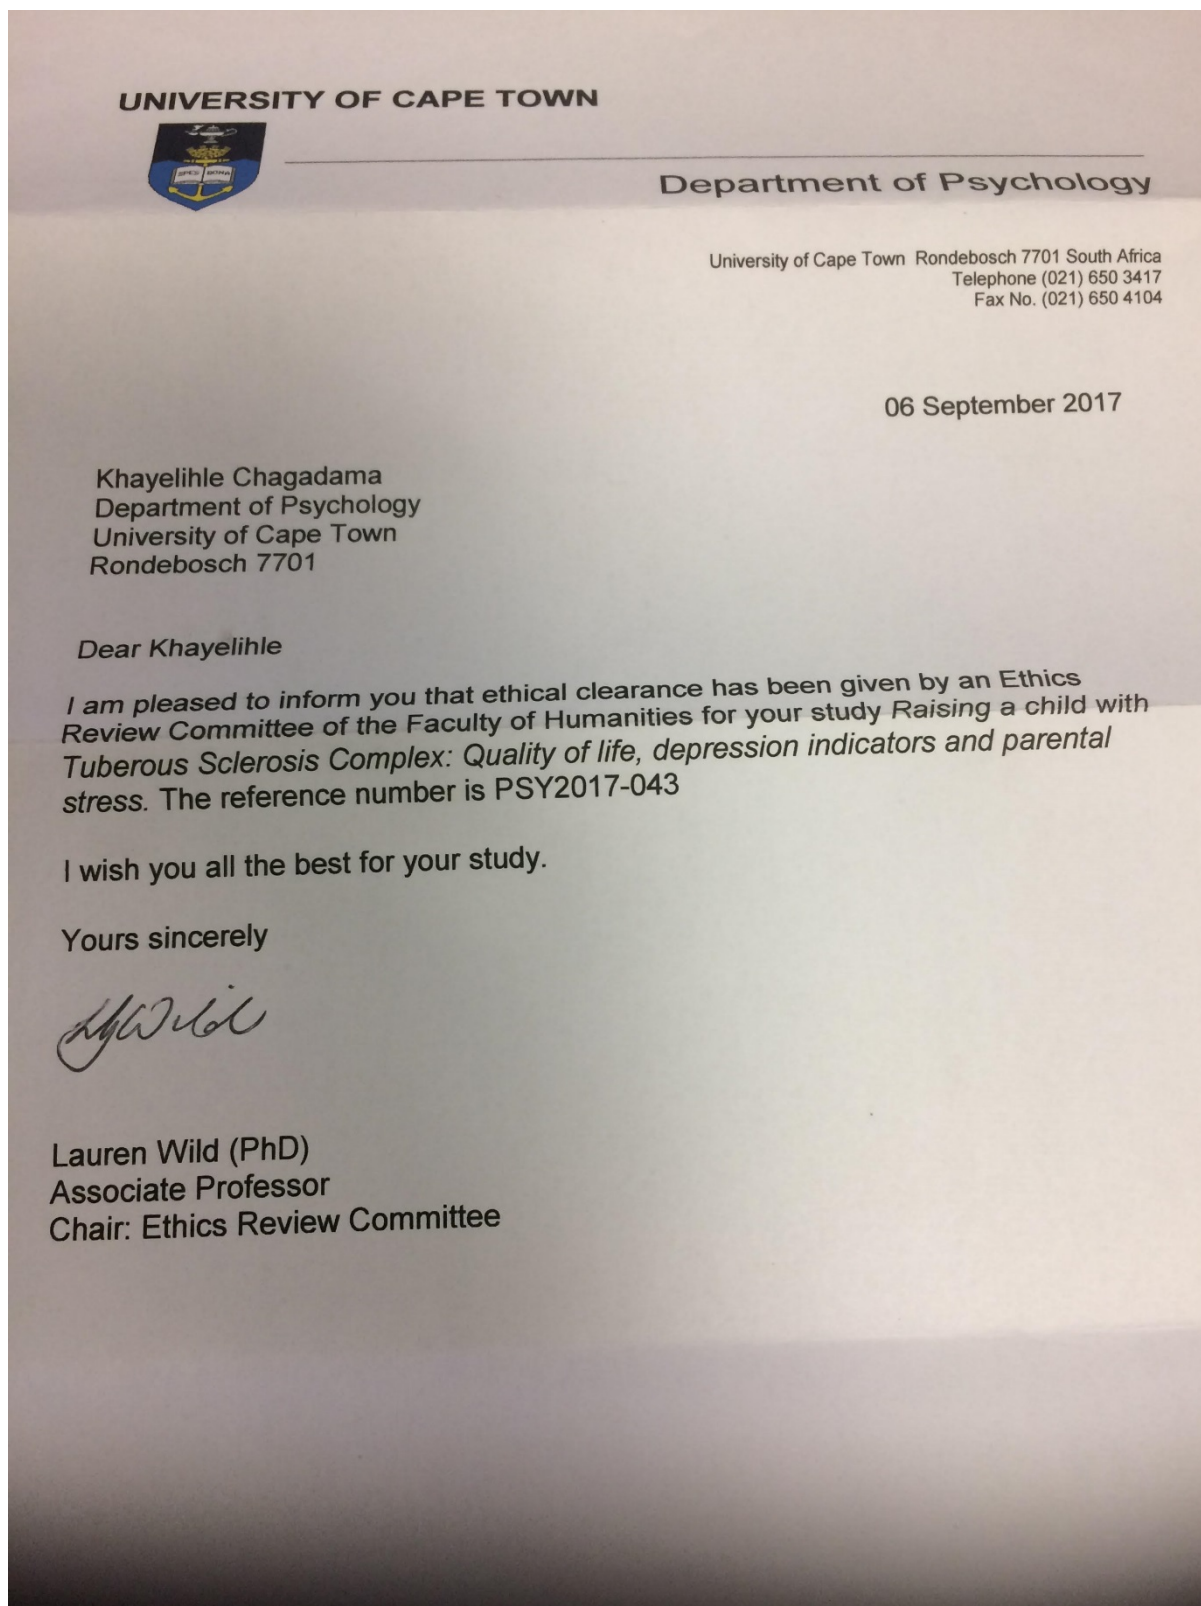 UNIVERSITY OF CAPE TOWN
SPES BONA
Department of Psychology
University of Cape Town Rondebosch 7701 South Africa
Telephone (021) 650 3417
Fax No. (021) 650 4104
06 September 2017
Khayelihle Chagadama
Department of Psychology
University of Cape Town
Rondebosch 7701
Dear Khayelihle
I am pleased to inform you that ethical clearance has been given by an Ethics
Review Committee of the Faculty of Humanities for your study Raising a child with
Tuberous Sclerosis Complex: Quality of life, depression indicators and parental
stress. The reference number is PSY2017-043
I wish you all the best for your study.
Yours sincerely
Lauren Wild (PhD)
Associate Professor
Chair: Ethics Review Committee